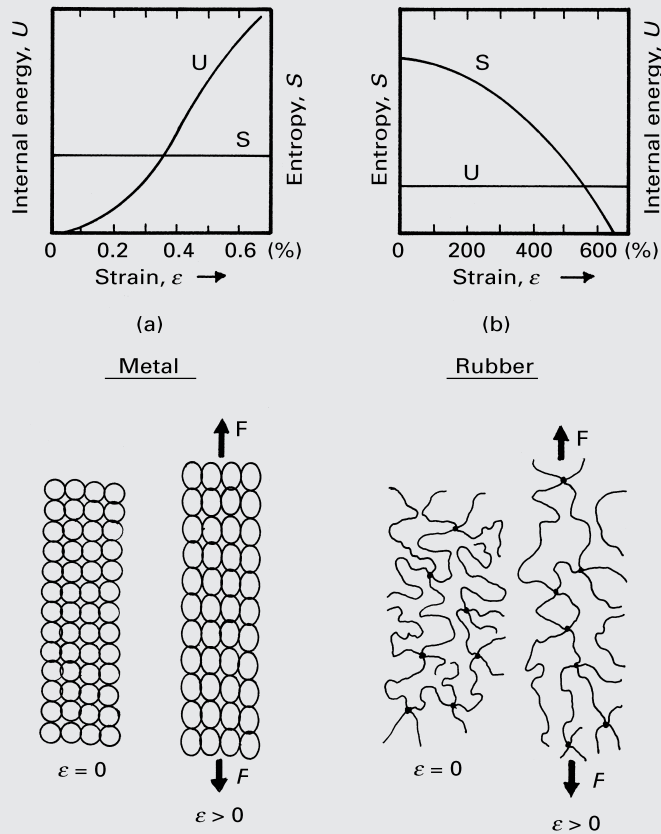 Internal energy, U
U
S
Entropy, S
0 0.2 0.4 0.6 (%)
Strain, ε
(a)
Entropy, S
S
U
Internal energy, U
0 200 400 600 (%)
Strain, ε
(b)
Metal
Rubber
F
F
ε = 0
F
ε > 0
ε = 0
F
ε > 0